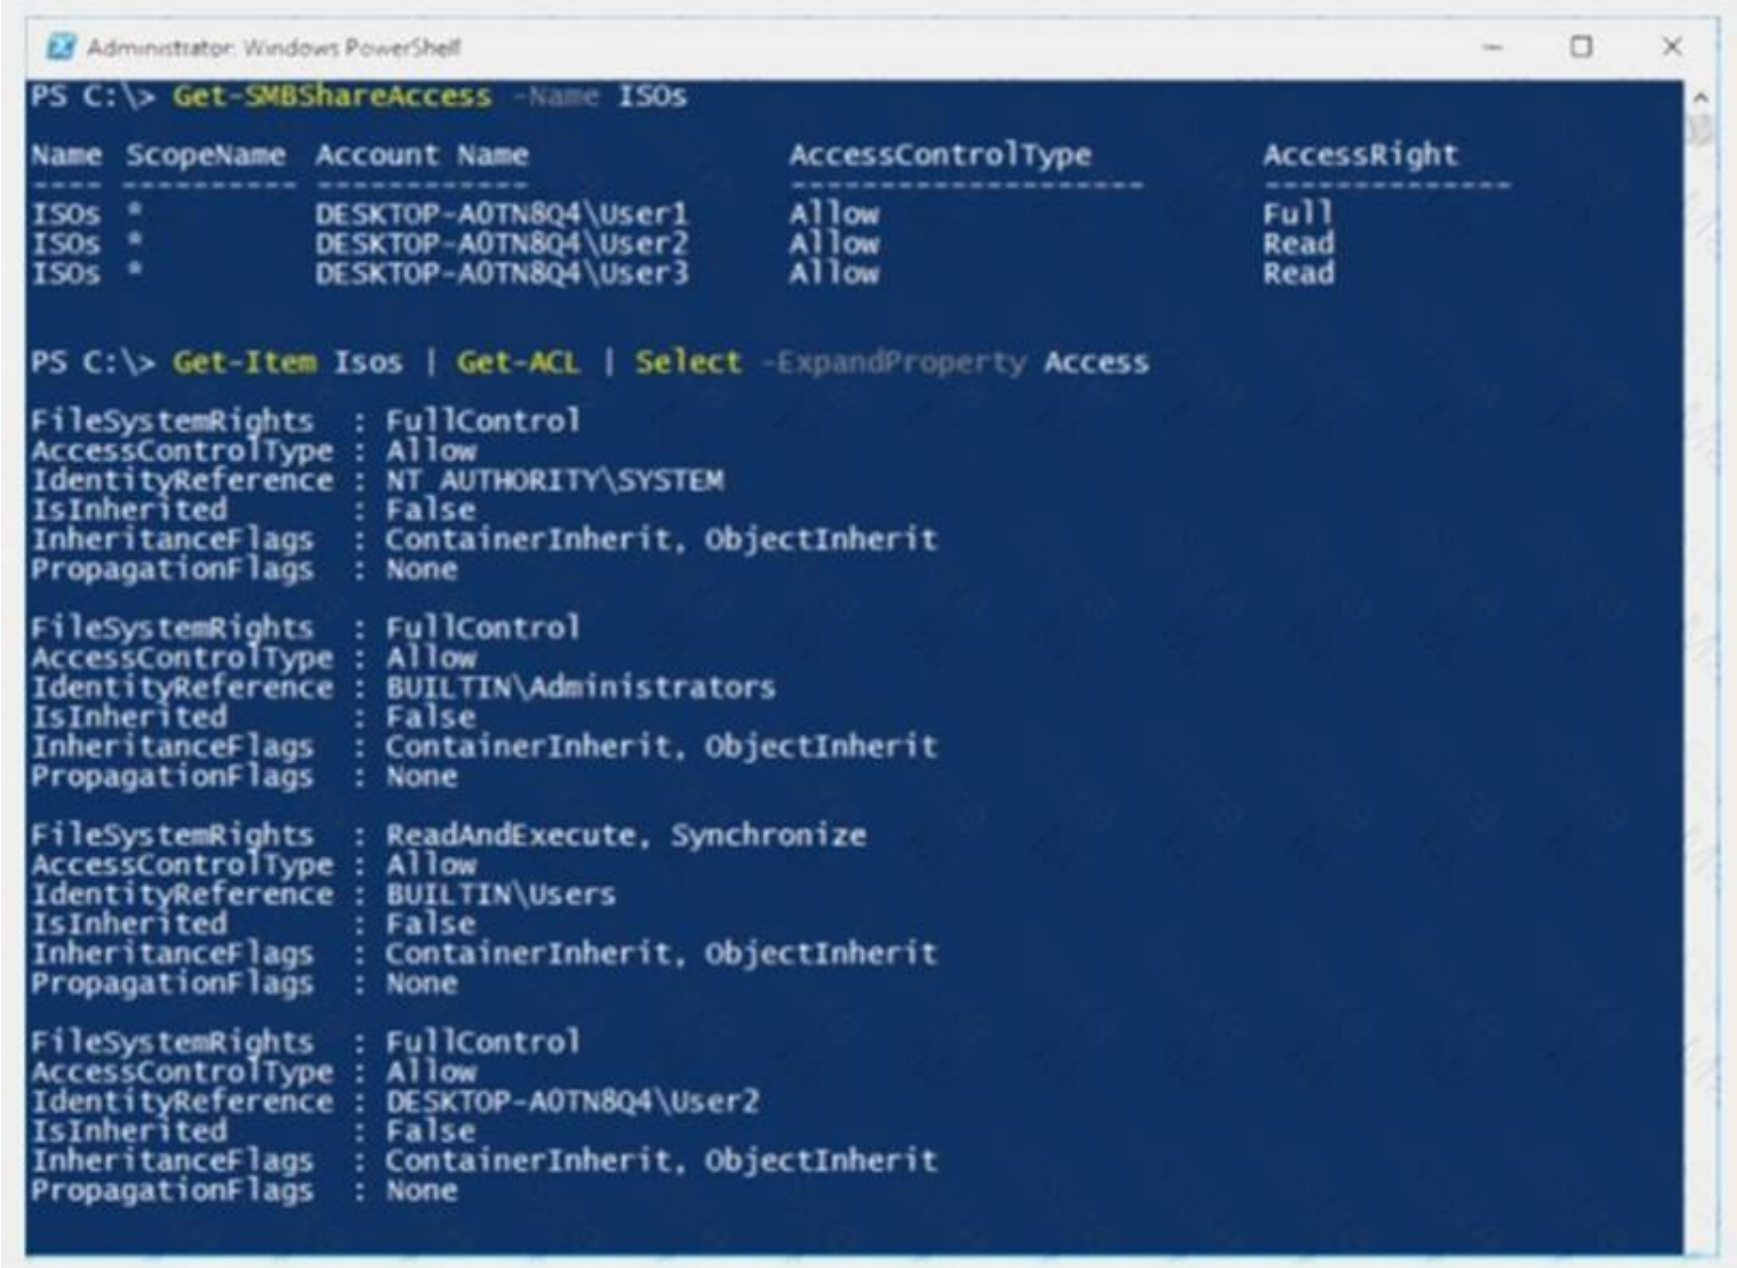 Administrator: Windows PowerShell
PS C:\> Get-SMBShareAccess -Name ISOs
Name ScopeName Account Name AccessControlType AccessRight
---- ---------- ------------ -------------------- --------------
ISOs * DESKTOP-A0TN8Q4\User1 Allow Full
ISOs * DESKTOP-A0TN8Q4\User2 Allow Read
ISOs * DESKTOP-A0TN8Q4\User3 Allow Read
PS C:\> Get-Item Isos | Get-ACL | Select -ExpandProperty Access
FileSystemRights : FullControl
AccessControlType : Allow
IdentityReference : NT AUTHORITY\SYSTEM
IsInherited : False
InheritanceFlags : ContainerInherit, ObjectInherit
PropagationFlags : None
FileSystemRights : FullControl
AccessControlType : Allow
IdentityReference : BUILTIN\Administrators
IsInherited : False
InheritanceFlags : ContainerInherit, ObjectInherit
PropagationFlags : None
FileSystemRights : ReadAndExecute, Synchronize
AccessControlType : Allow
IdentityReference : BUILTIN\Users
IsInherited : False
InheritanceFlags : ContainerInherit, ObjectInherit
PropagationFlags : None
FileSystemRights : FullControl
AccessControlType : Allow
IdentityReference : DESKTOP-A0TN8Q4\User2
IsInherited : False
InheritanceFlags : ContainerInherit, ObjectInherit
PropagationFlags : None